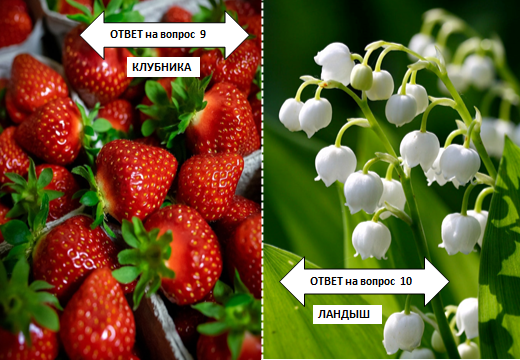 ОТВЕТ на вопрос 9
КЛУБНИКА
ОТВЕТ на вопрос 10
ЛАНДЫШ